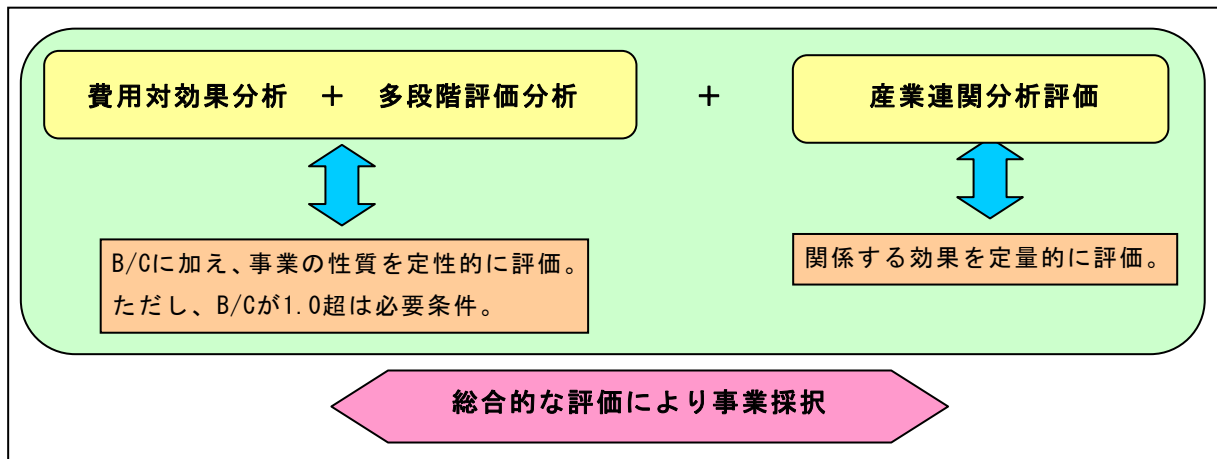 費用対効果分析 + 多段階評価分析 + 産業連関分析評価
B/Cに加え、事業の性質を定性的に評価。
ただし、B/Cが1.0超は必要条件。
関係する効果を定量的に評価。
総合的な評価により事業採択